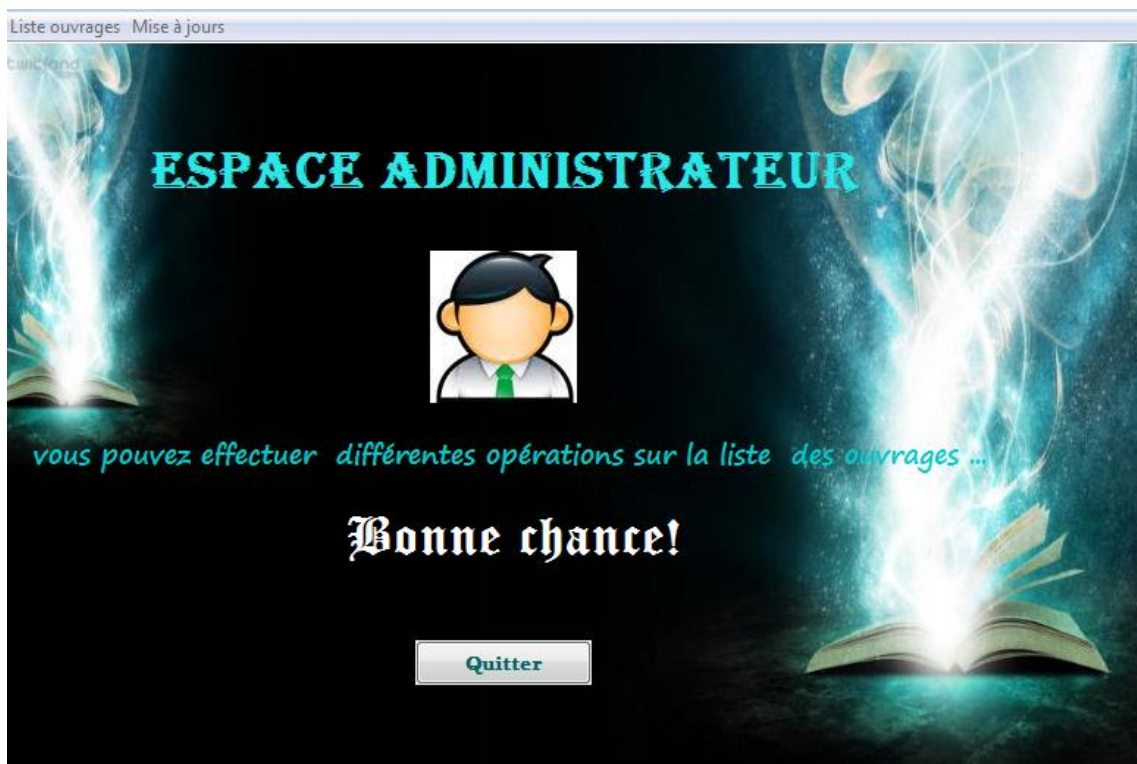 Liste ouvrages Mise à jours
ESPACE ADMINISTRATEUR
vous pouvez effectuer différentes opérations sur la liste des ouvrages ...
Bonne chance!
Quitter